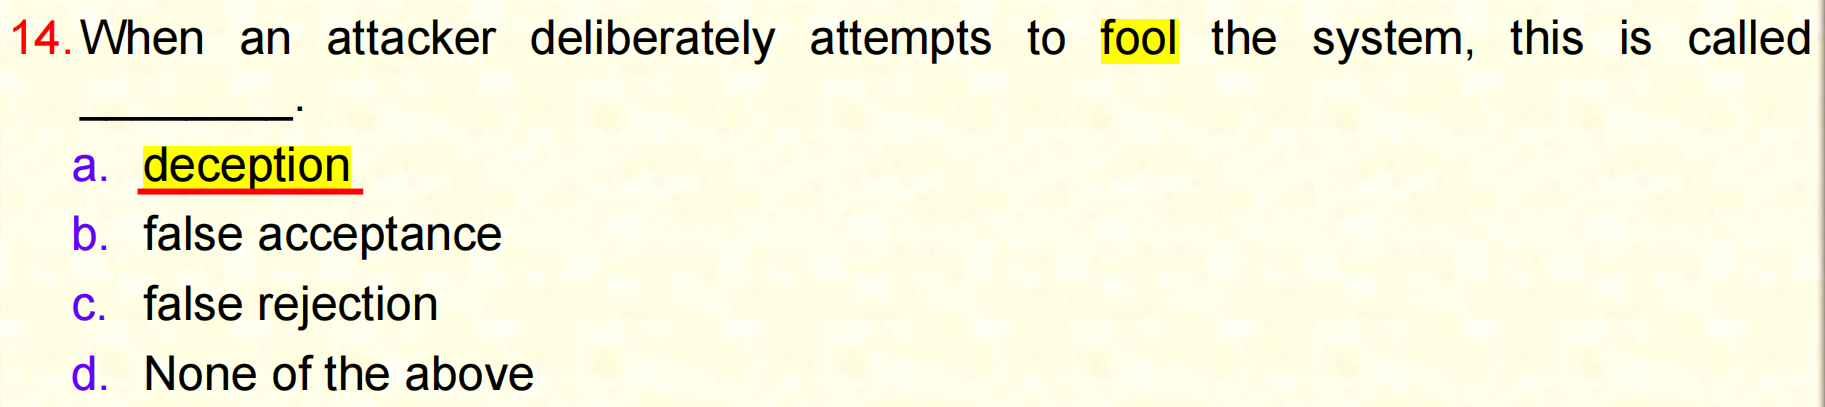 14. When an attacker deliberately attempts to fool the system, this is called
________.
a. deception
b. false acceptance
c. false rejection
d. None of the above